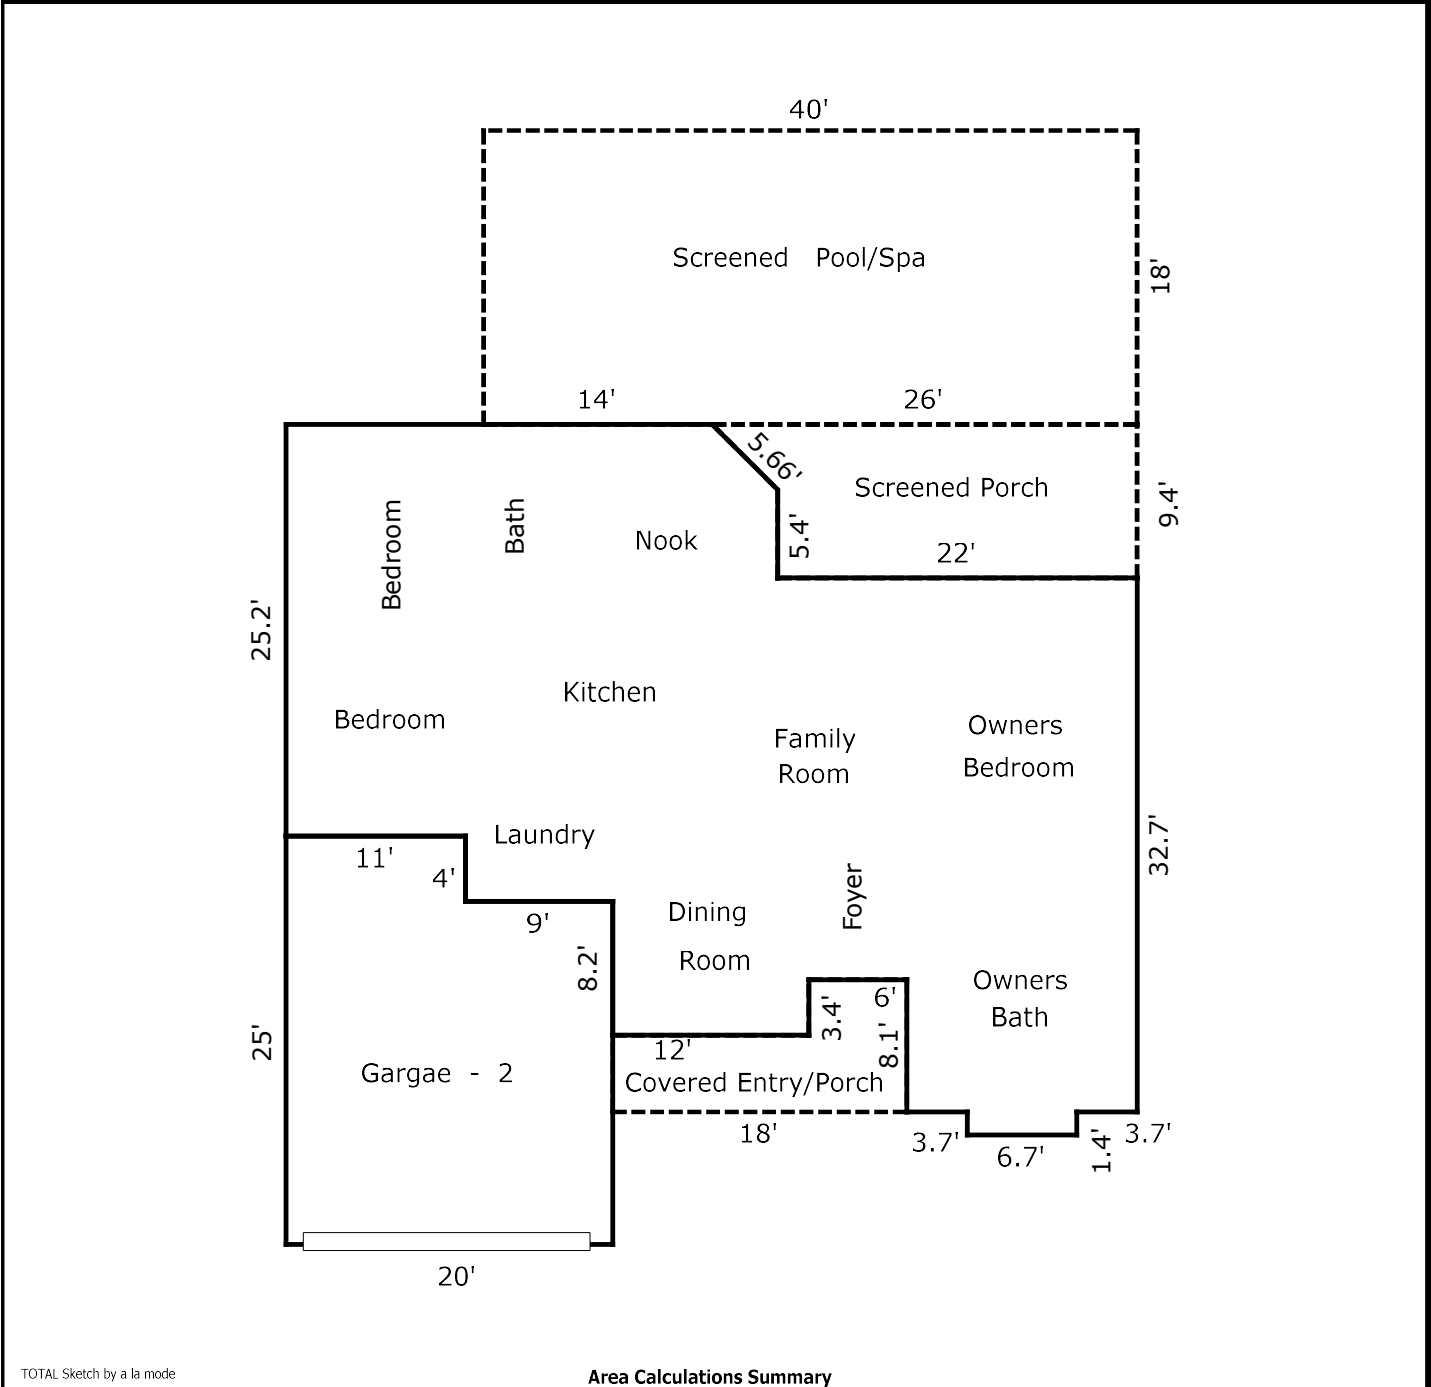 40'
Screened Pool/Spa
18'
14'
26'
5.66'
Screened Porch
9.4'
Bedroom
Bath
Nook
5.4'
22'
25.2'
Kitchen
Bedroom
Family
Room
Owners
Bedroom
Laundry
32.7'
11'
4'
9'
Dining
Room
Foyer
8.2'
Owners
Bath
6'
3.4'
8.1'
12'
25'
Gargae - 2
Covered Entry/Porch
18'
3.7'
6.7'
1.4'
3.7'
20'
TOTAL Sketch by a la mode
Area Calculations Summary